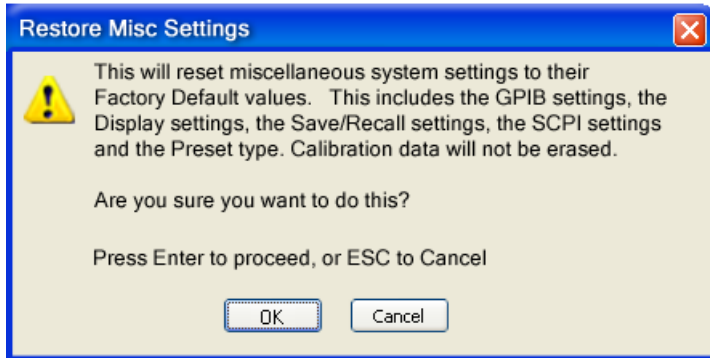 Restore Misc Settings
This will reset miscellaneous system settings to their
Factory Default values.   This includes the GPIB settings, the
Display settings, the Save/Recall settings, the SCPI settings
and the Preset type. Calibration data will not be erased.
Are you sure you want to do this?
Press Enter to proceed, or ESC to Cancel
OK
Cancel